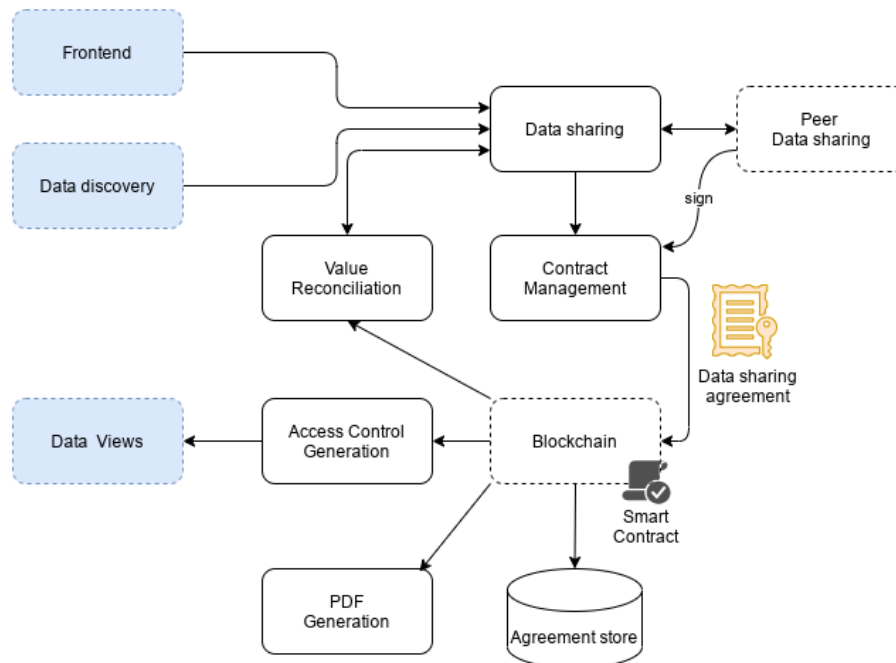 Frontend
Data sharing
Peer
Data sharing
Data discovery
sign
Value
Reconciliation
Contract
Management
Data sharing
agreement
Data Views
Access Control
Generation
Blockchain
Smart
Contract
PDF
Generation
Agreement store